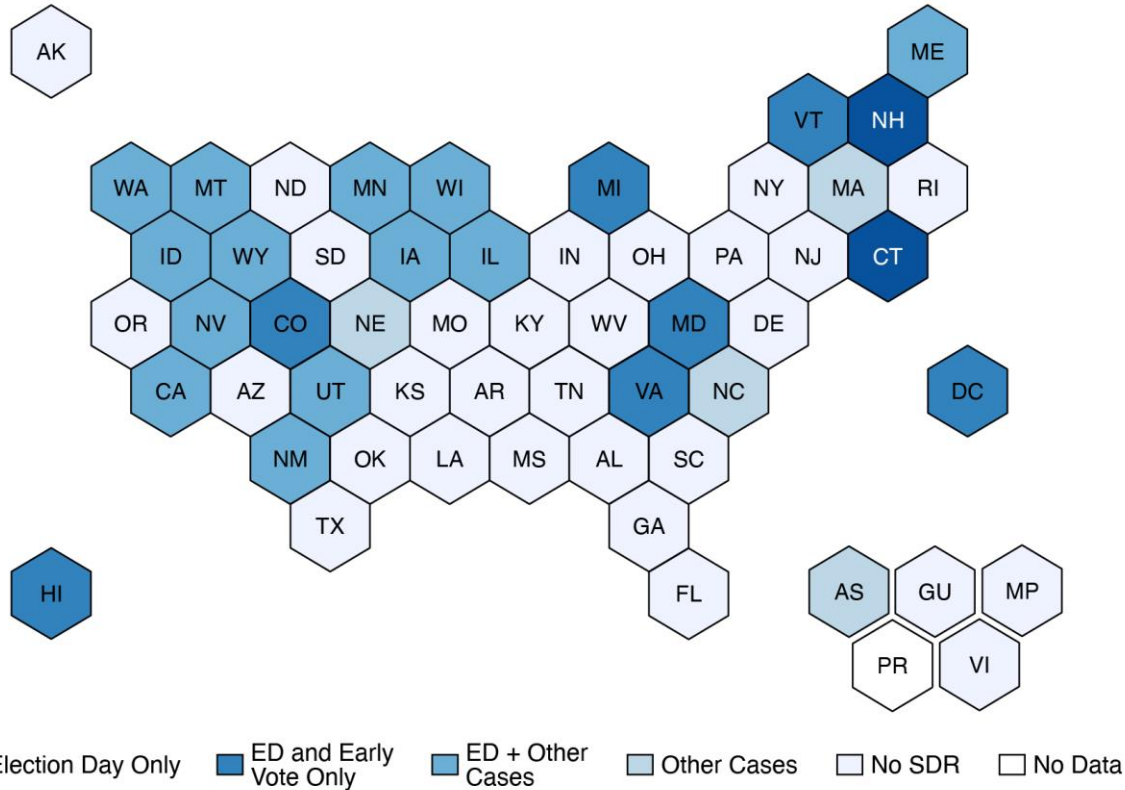 AK
ME
VT NH
WA MT ND MN WI MI NY MA RI
ID WY SD IA IL IN OH PA NJ CT
OR NV CO NE MO KY WV MD DE
CA AZ UT KS AR TN VA NC DC
NM OK LA MS AL SC
TX GA
HI FL AS GU MP
PR VI
Day Only ED and Early Vote Only ED + Other Cases Other Cases No SDR No Data